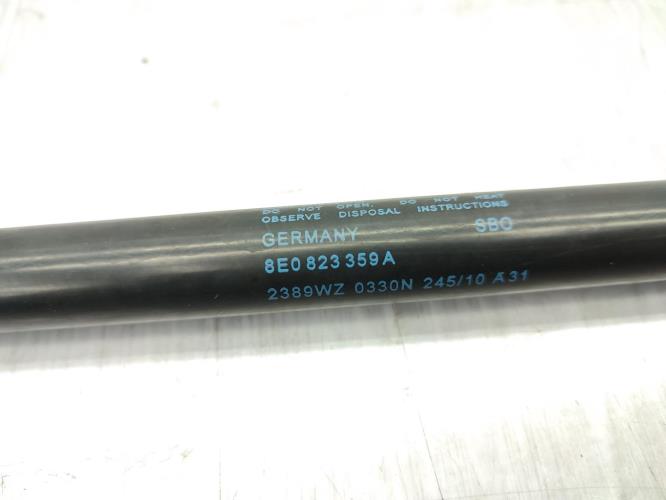 DO NOT OPEN, DO NOT HEAT
OBSERVE DISPOSAL INSTRUCTIONS
GERMANY SBO
8E0 823 359 A
2389WZ 0330N 245/10 A31